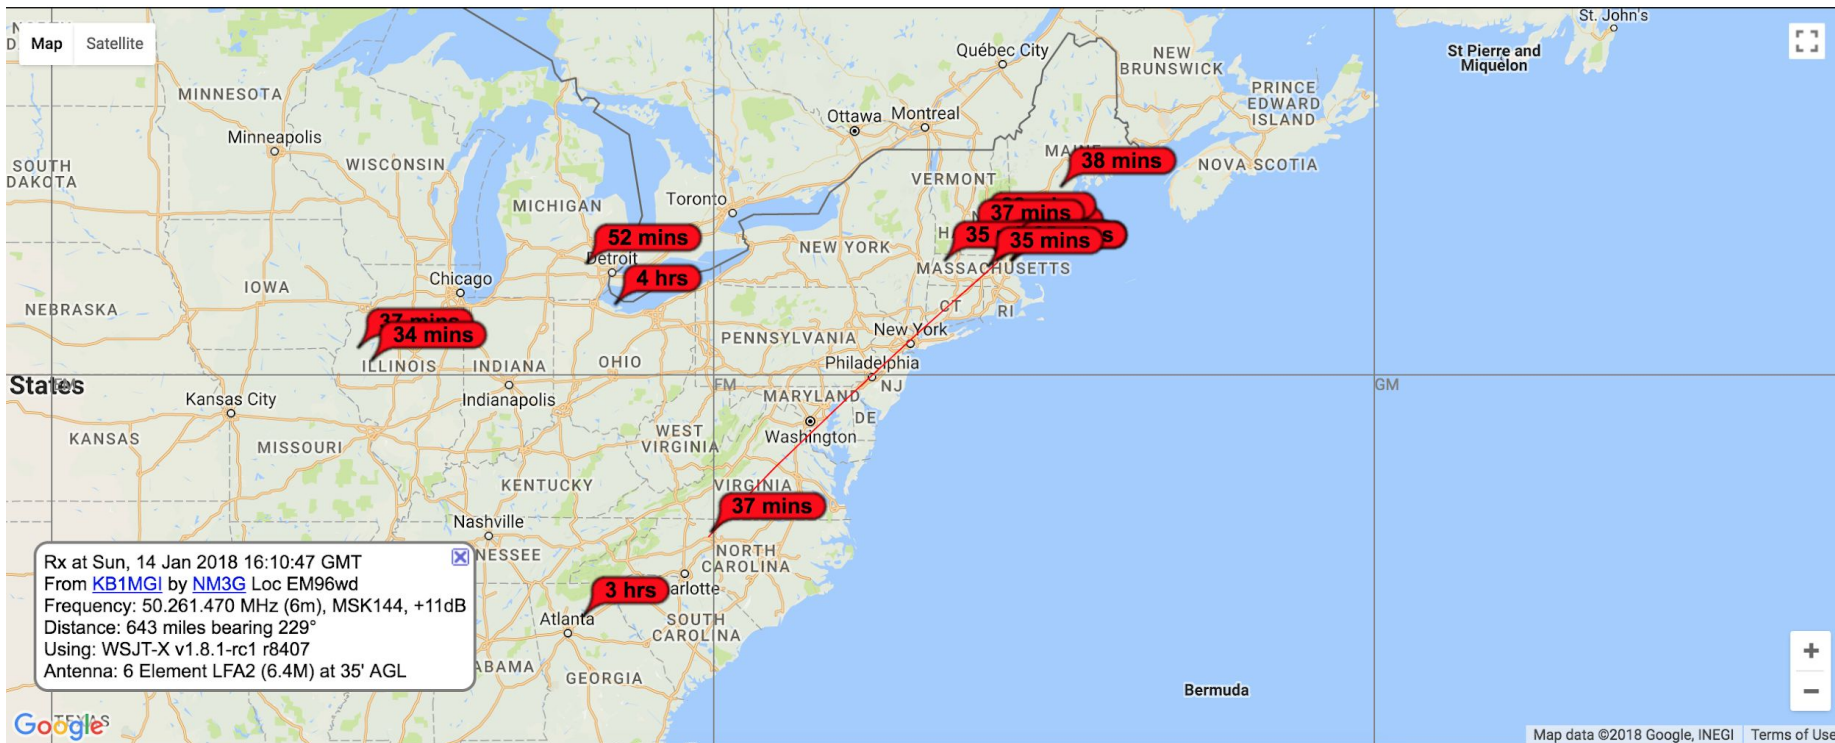 Map Satellite
Québec City
NEW
BRUNSWICK
St. John's
St Pierre and
Miquelon
PRINCE
EDWARD
ISLAND
MINNESOTA
Minneapolis
Ottawa Montreal
SOUTH
DAKOTA
WISCONSIN
38 mins
NOVA SCOTIA
VERMONT
MICHIGAN
Toronto
37 mins
52 mins
NEW YORK
35
35 mins
Detroit
MASSACHUSETTS
4 hrs
Chicago
IOWA
NEBRASKA
CT
RI
37 mins
34 mins
New York
PENNSYLVANIA
ILLINOIS
INDIANA
OHIO
Philadelphia
States
FM
NJ
GM
Kansas City
Indianapolis
MARYLAND
DE
KANSAS
MISSOURI
WEST
VIRGINIA
Washington
KENTUCKY
VIRGINIA
37 mins
Nashville
NORTH
CAROLINA
NESSEE
3 hrs
arlotte
Atlanta
SOUTH
CAROLINA
ABAMA
GEORGIA
Bermuda
Rx at Sun, 14 Jan 2018 16:10:47 GMT
From KB1MGI by NM3G Loc EM96wd
Frequency: 50.261.470 MHz (6m), MSK144, +11dB
Distance: 643 miles bearing 229°
Using: WSJT-X v1.8.1-rc1 r8407
Antenna: 6 Element LFA2 (6.4M) at 35' AGL
Google
TEXAS
Map data ©2018 Google, INEGI Terms of Use